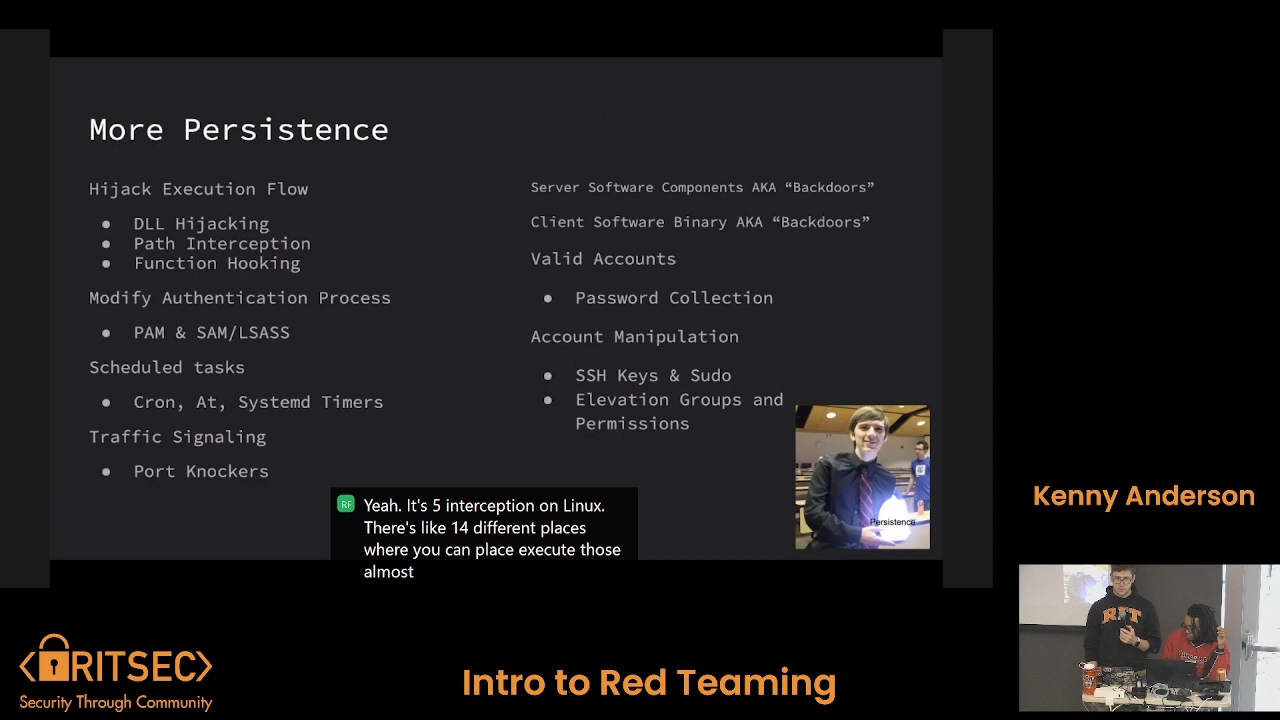 More Persistence
Hijack Execution Flow
● DLL Hijacking
● Path Interception
● Function Hooking
Modify Authentication Process
● PAM & SAM/LSASS
Scheduled tasks
● Cron, At, Systemd Timers
Traffic Signaling
● Port Knockers
Server Software Components AKA “Backdoors”
Client Software Binary AKA “Backdoors”
Valid Accounts
● Password Collection
Account Manipulation
● SSH Keys & Sudo
● Elevation Groups and
Permissions
Persistence
RF
Yeah. It's 5 interception on Linux.
There's like 14 different places
where you can place execute those
almost
Kenny Anderson
RIT
RITSEC
Security Through Community
Intro to Red Teaming